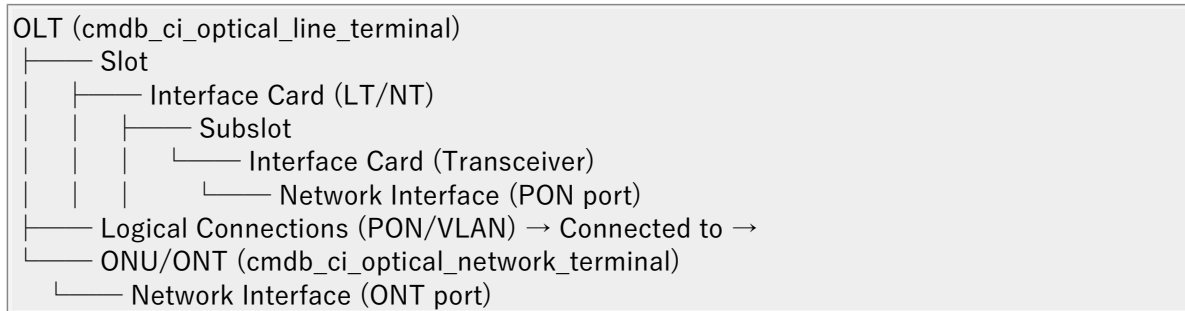 OLT (cmdb_ci_optical_line_terminal)
├── Slot
│   ├── Interface Card (LT/NT)
│   │   ├── Subslot
│   │   │   └── Interface Card (Transceiver)
│   │   │       └── Network Interface (PON port)
├── Logical Connections (PON/VLAN) → Connected to →
└── ONU/ONT (cmdb_ci_optical_network_terminal)
    └── Network Interface (ONT port)